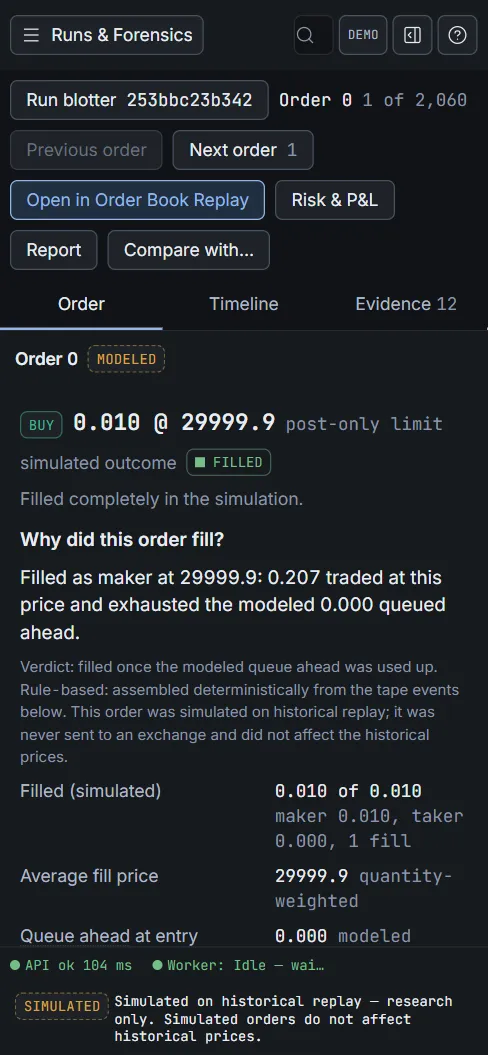 Runs & Forensics DEMO
Run blotter 253bbc23b342 Order 0 1 of 2,060
Previous order Next order 1
Open in Order Book Replay Risk & P&L
Report Compare with...
Order Timeline Evidence 12
Order 0 MODELED
BUY 0.010 @ 29999.9 post-only limit
simulated outcome FILLED
Filled completely in the simulation.
Why did this order fill?
Filled as maker at 29999.9: 0.207 traded at this
price and exhausted the modeled 0.000 queued
ahead.
Verdict: filled once the modeled queue ahead was used up.
Rule-based: assembled deterministically from the tape events
below. This order was simulated on historical replay; it was
never sent to an exchange and did not affect the historical
prices.
Filled (simulated) 0.010 of 0.010
maker 0.010, taker
0.000, 1 fill
Average fill price 29999.9 quantity-
weighted
Queue ahead at entry 0.000 modeled
API ok 104 ms Worker: Idle — wai…
SIMULATED Simulated on historical replay — research
only. Simulated orders do not affect
historical prices.